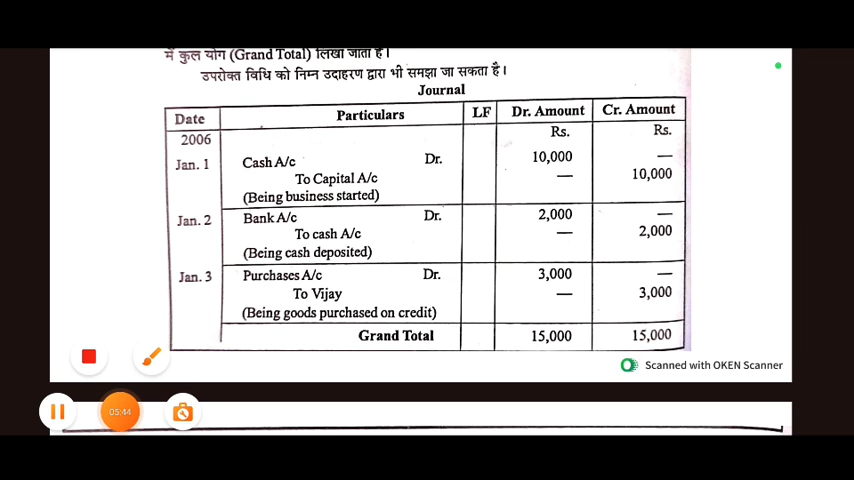 में कुल योग (Grand Total) लिखा जाता है।
उपरोक्त विधि को निम्न उदाहरण द्वारा भी समझा जा सकता है।
Journal
Date Particulars LF Dr. Amount Cr. Amount
2006 Rs. Rs.
Jan. 1 Cash A/c Dr. 10,000 —
To Capital A/c — 10,000
(Being business started)
Jan. 2 Bank A/c Dr. 2,000 —
To cash A/c — 2,000
(Being cash deposited)
Jan. 3 Purchases A/c Dr. 3,000 —
To Vijay — 3,000
(Being goods purchased on credit)
Grand Total 15,000 15,000
Scanned with OKEN Scanner
05:44